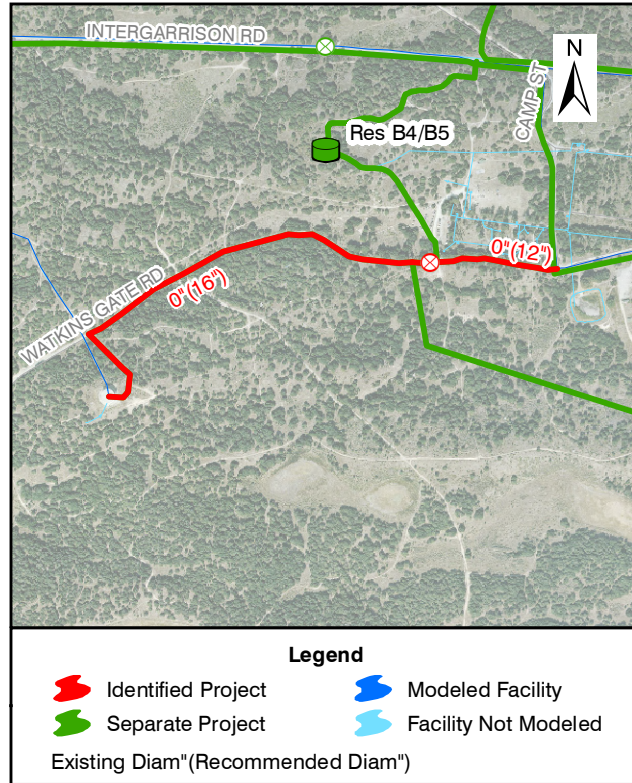 INTERGARRISON RD
N
CAMP ST
Res B4/B5
0"(12")
0"(16")
WATKINS GATE RD
Legend
Identified Project
Modeled Facility
Separate Project
Facility Not Modeled
Existing Diam"(Recommended Diam")